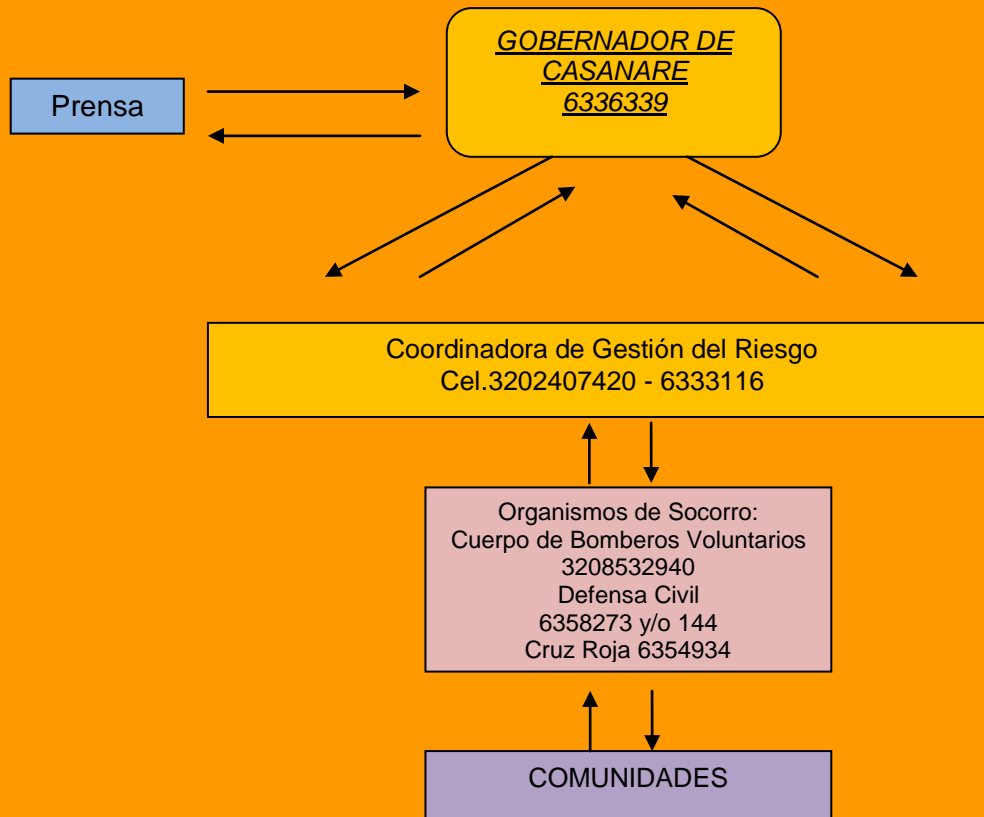 GOBERNADOR DE
CASANARE
6336339
Prensa
Coordinadora de Gestión del Riesgo
Cel.3202407420 - 6333116
Organismos de Socorro:
Cuerpo de Bomberos Voluntarios
3208532940
Defensa Civil
6358273 y/o 144
Cruz Roja 6354934
COMUNIDADES